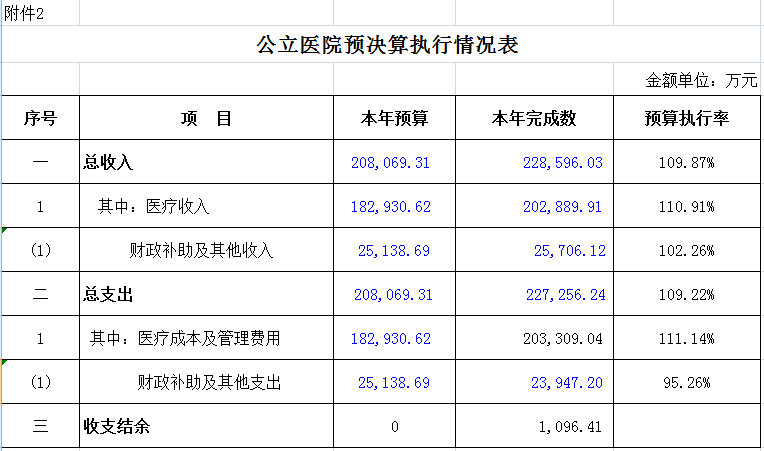 附件2
公立医院预决算执行情况表
金额单位：万元
序号 项 目 本年预算 本年完成数 预算执行率
一 总收入 208,069.31 228,596.03 109.87%
1 其中：医疗收入 182,930.62 202,889.91 110.91%
(1) 财政补助及其他收入 25,138.69 25,706.12 102.26%
二 总支出 208,069.31 227,256.24 109.22%
1 其中：医疗成本及管理费用 182,930.62 203,309.04 111.14%
(1) 财政补助及其他支出 25,138.69 23,947.20 95.26%
三 收支结余 0 1,096.41